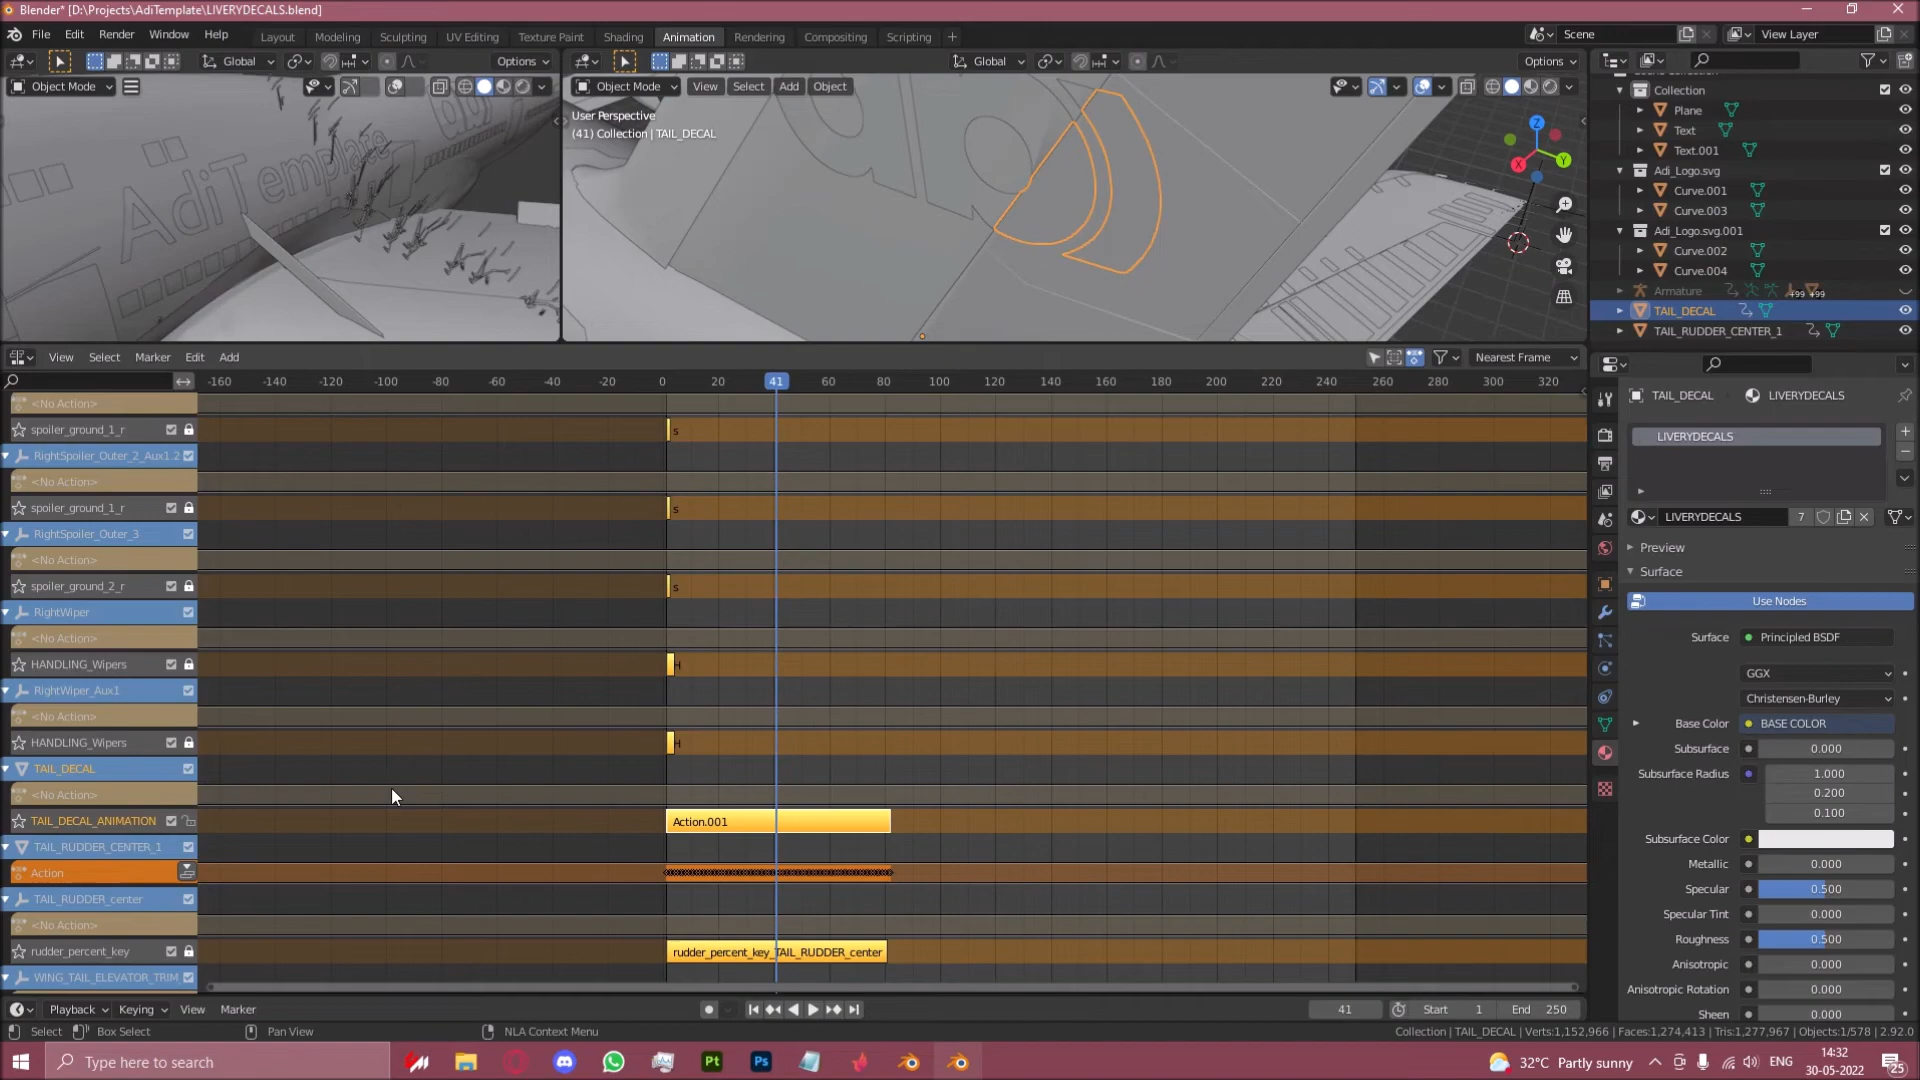 Blender* [D:\Projects\AdiTemplate\LIVERYDECALS.blend]
File Edit Render Window Help Layout Modeling Sculpting UV Editing Texture Paint Shading Animation Rendering Compositing Scripting + Scene View Layer
Global Options Global Options
Object Mode Object Mode View Select Add Object
User Perspective
(41) Collection | TAIL_DECAL
AdiTemplate
Z
Y
X
Collection
Plane
Text
Text.001
Adi_Logo.svg
Curve.001
Curve.003
Adi_Logo.svg.001
Curve.002
Curve.004
Armature +99 +99
TAIL_DECAL
TAIL_RUDDER_CENTER_1
View Select Marker Edit Add Nearest Frame
-160 -140 -120 -100 -80 -60 -40 -20 0 20 41 60 80 100 120 140 160 180 200 220 240 260 280 300 320
<No Action>
spoiler_ground_1_r s
RightSpoiler_Outer_2_Aux1.2
<No Action>
spoiler_ground_1_r s
RightSpoiler_Outer_3
<No Action>
spoiler_ground_2_r s
RightWiper
<No Action>
HANDLING_Wipers H
RightWiper_Aux1
<No Action>
HANDLING_Wipers H
TAIL_DECAL
<No Action>
TAIL_DECAL_ANIMATION Action.001
TAIL_RUDDER_CENTER_1
Action
TAIL_RUDDER_center
<No Action>
rudder_percent_key rudder_percent_key_TAIL_RUDDER_center
WING_TAIL_ELEVATOR_TRIM
TAIL_DECAL LIVERYDECALS
LIVERYDECALS
LIVERYDECALS 7
Preview
Surface
Use Nodes
Surface Principled BSDF
GGX
Christensen-Burley
Base Color BASE COLOR
Subsurface 0.000
Subsurface Radius 1.000
0.200
0.100
Subsurface Color
Metallic 0.000
Specular 0.500
Specular Tint 0.000
Roughness 0.500
Anisotropic 0.000
Anisotropic Rotation 0.000
Sheen 0.000
Playback Keying View Marker 41 Start 1 End 250
Select Box Select Pan View NLA Context Menu Collection | TAIL_DECAL | Verts:1,152,966 | Faces:1,274,413 | Tris:1,277,967 | Objects:1/578 | 2.92.0
Type here to search Pt Ps 32°C Partly sunny ENG 14:32
30-05-2022 25